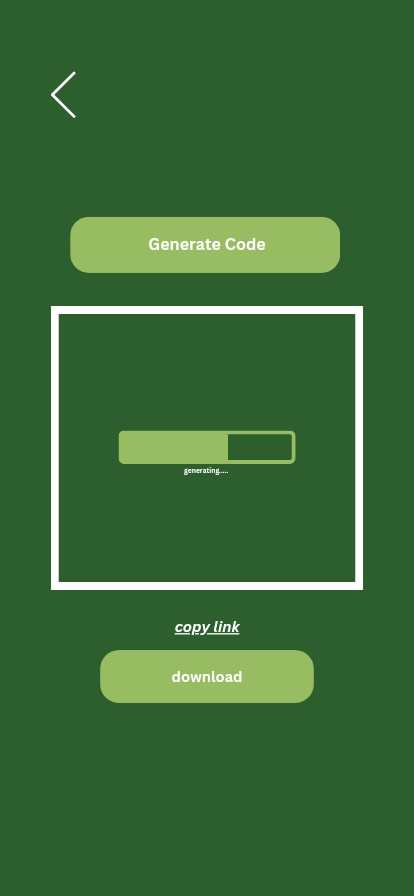 Generate Code
generating.....
copy link
download